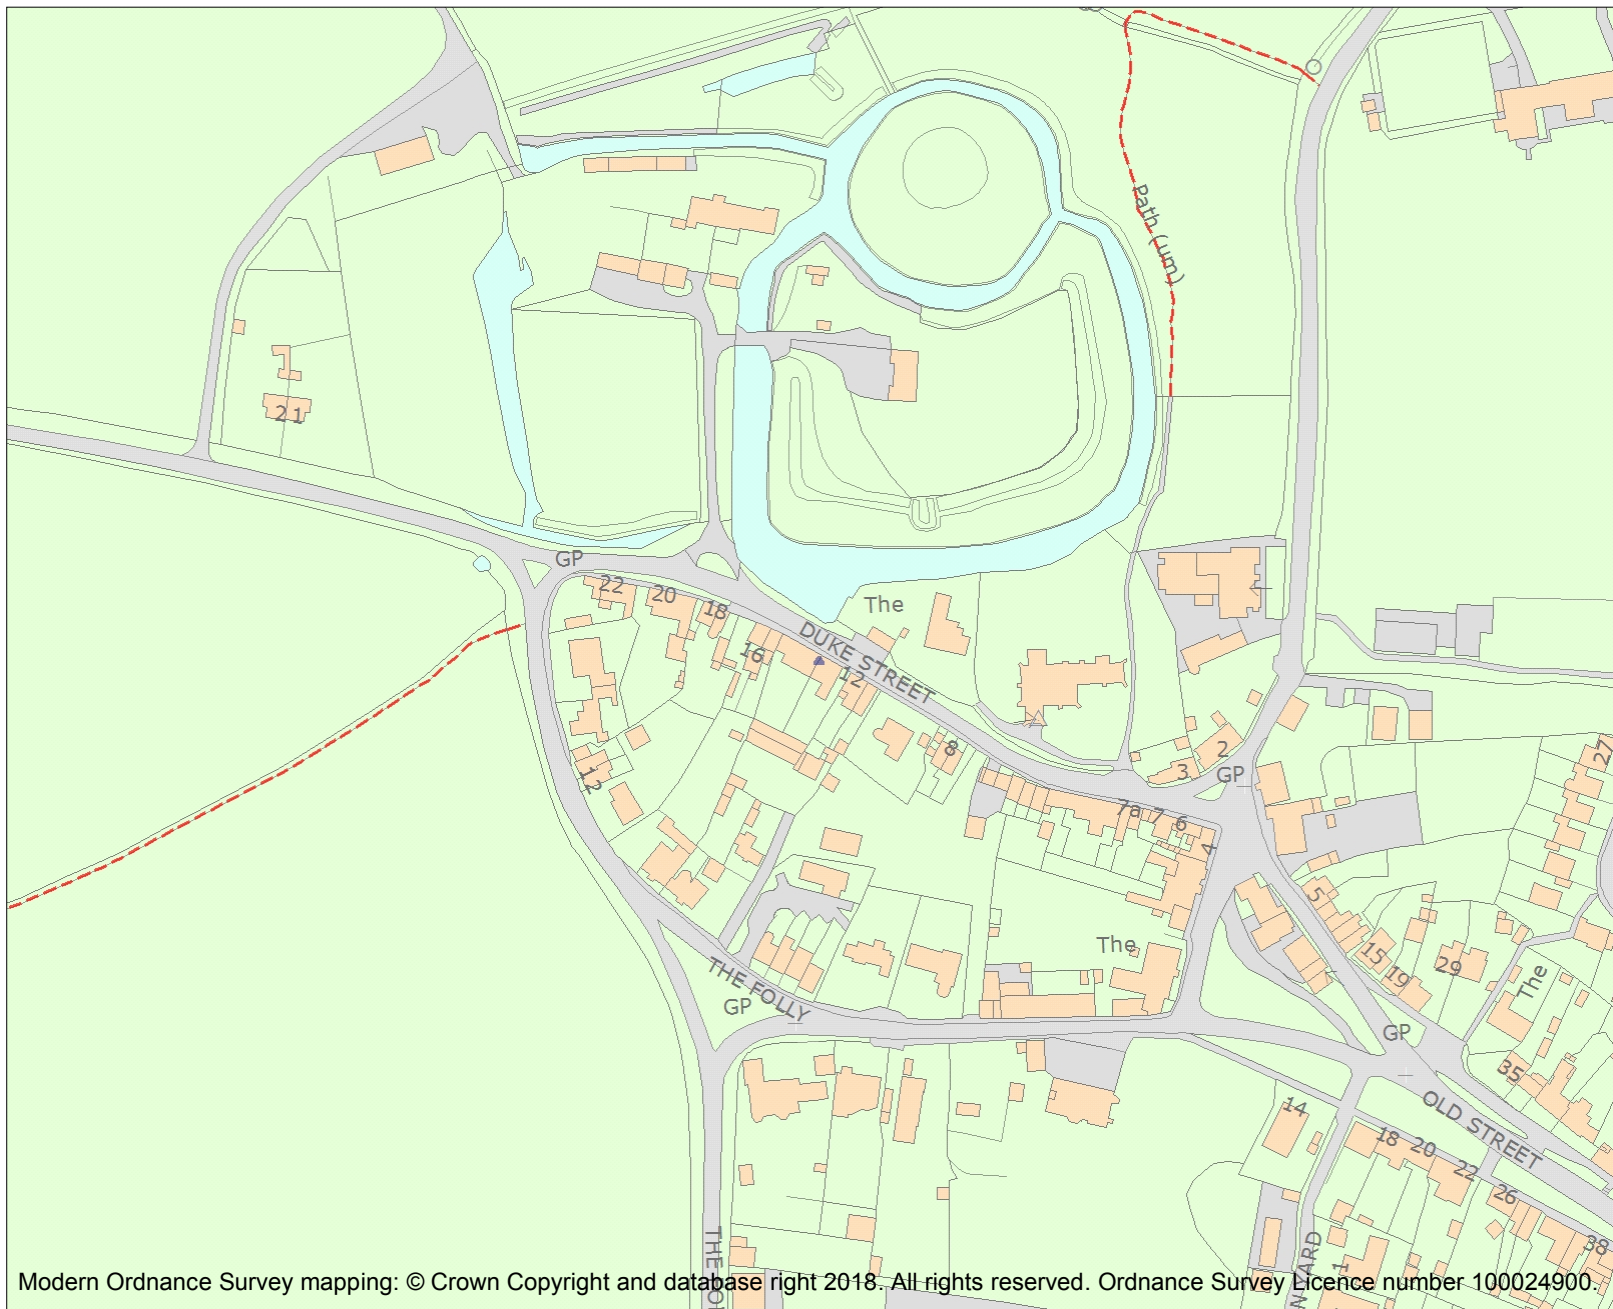 Path (um)
21
GP
22
20
18
16
The
DUKE STREET
12
8
2
3
GP
7a
7
6
4
27
12
5
15
19
29
The
The
THE FOLLY
GP
GP
35
OLD STREET
14
18
20
22
26
38
1
Modern Ordnance Survey mapping: © Crown Copyright and database right 2018. All rights reserved. Ordnance Survey Licence number 100024900.